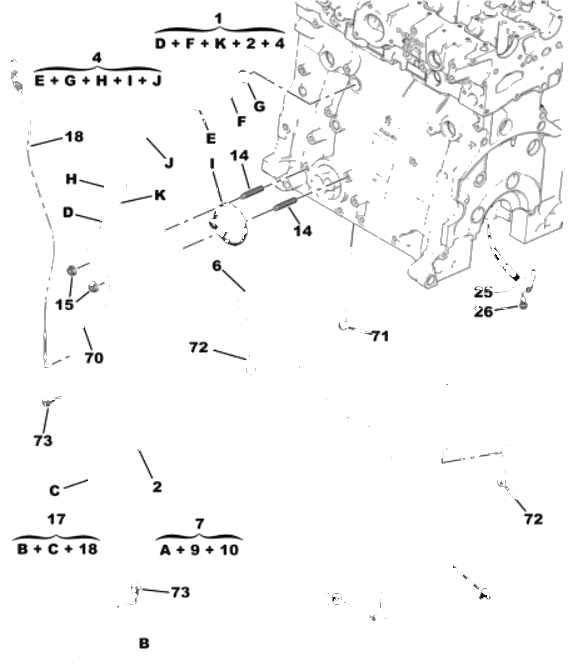 1
D + F + K + 2 + 4
4
E + G + H + I + J
G
F
18
E
J
I
14
H
K
D
14
6
15
25
26
70
72
71
73
C
2
72
17
B + C + 18
7
A + 9 + 10
73
B